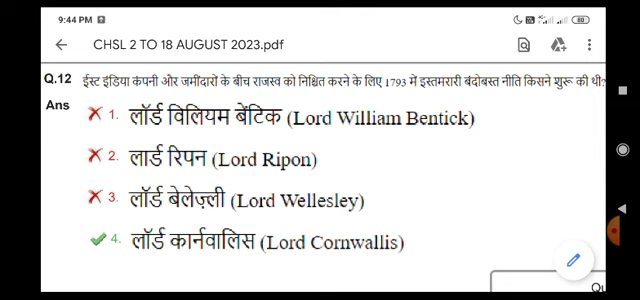 9:44 PM
80
CHSL 2 TO 18 AUGUST 2023.pdf
Q.12 ईस्ट इंडिया कंपनी और जमींदारों के बीच राजस्व को निश्चित करने के लिए 1793 में इस्तमरारी बंदोबस्त नीति किसने शुरू की थी?
Ans
1. लॉर्ड विलियम बेंटिक (Lord William Bentick)
2. लार्ड रिपन (Lord Ripon)
3. लॉर्ड बेलेज़्ली (Lord Wellesley)
4. लॉर्ड कार्नवालिस (Lord Cornwallis)